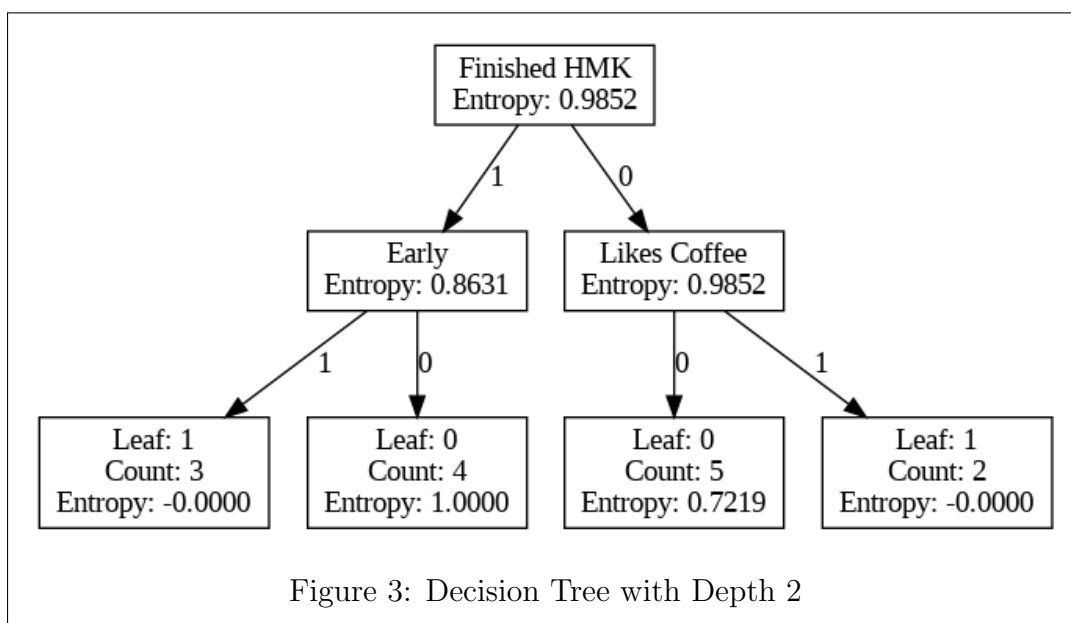 Finished HMK
Entropy: 0.9852
1
0
Early
Entropy: 0.8631
Likes Coffee
Entropy: 0.9852
1
0
0
1
Leaf: 1
Count: 3
Entropy: -0.0000
Leaf: 0
Count: 4
Entropy: 1.0000
Leaf: 0
Count: 5
Entropy: 0.7219
Leaf: 1
Count: 2
Entropy: -0.0000
Figure 3: Decision Tree with Depth 2